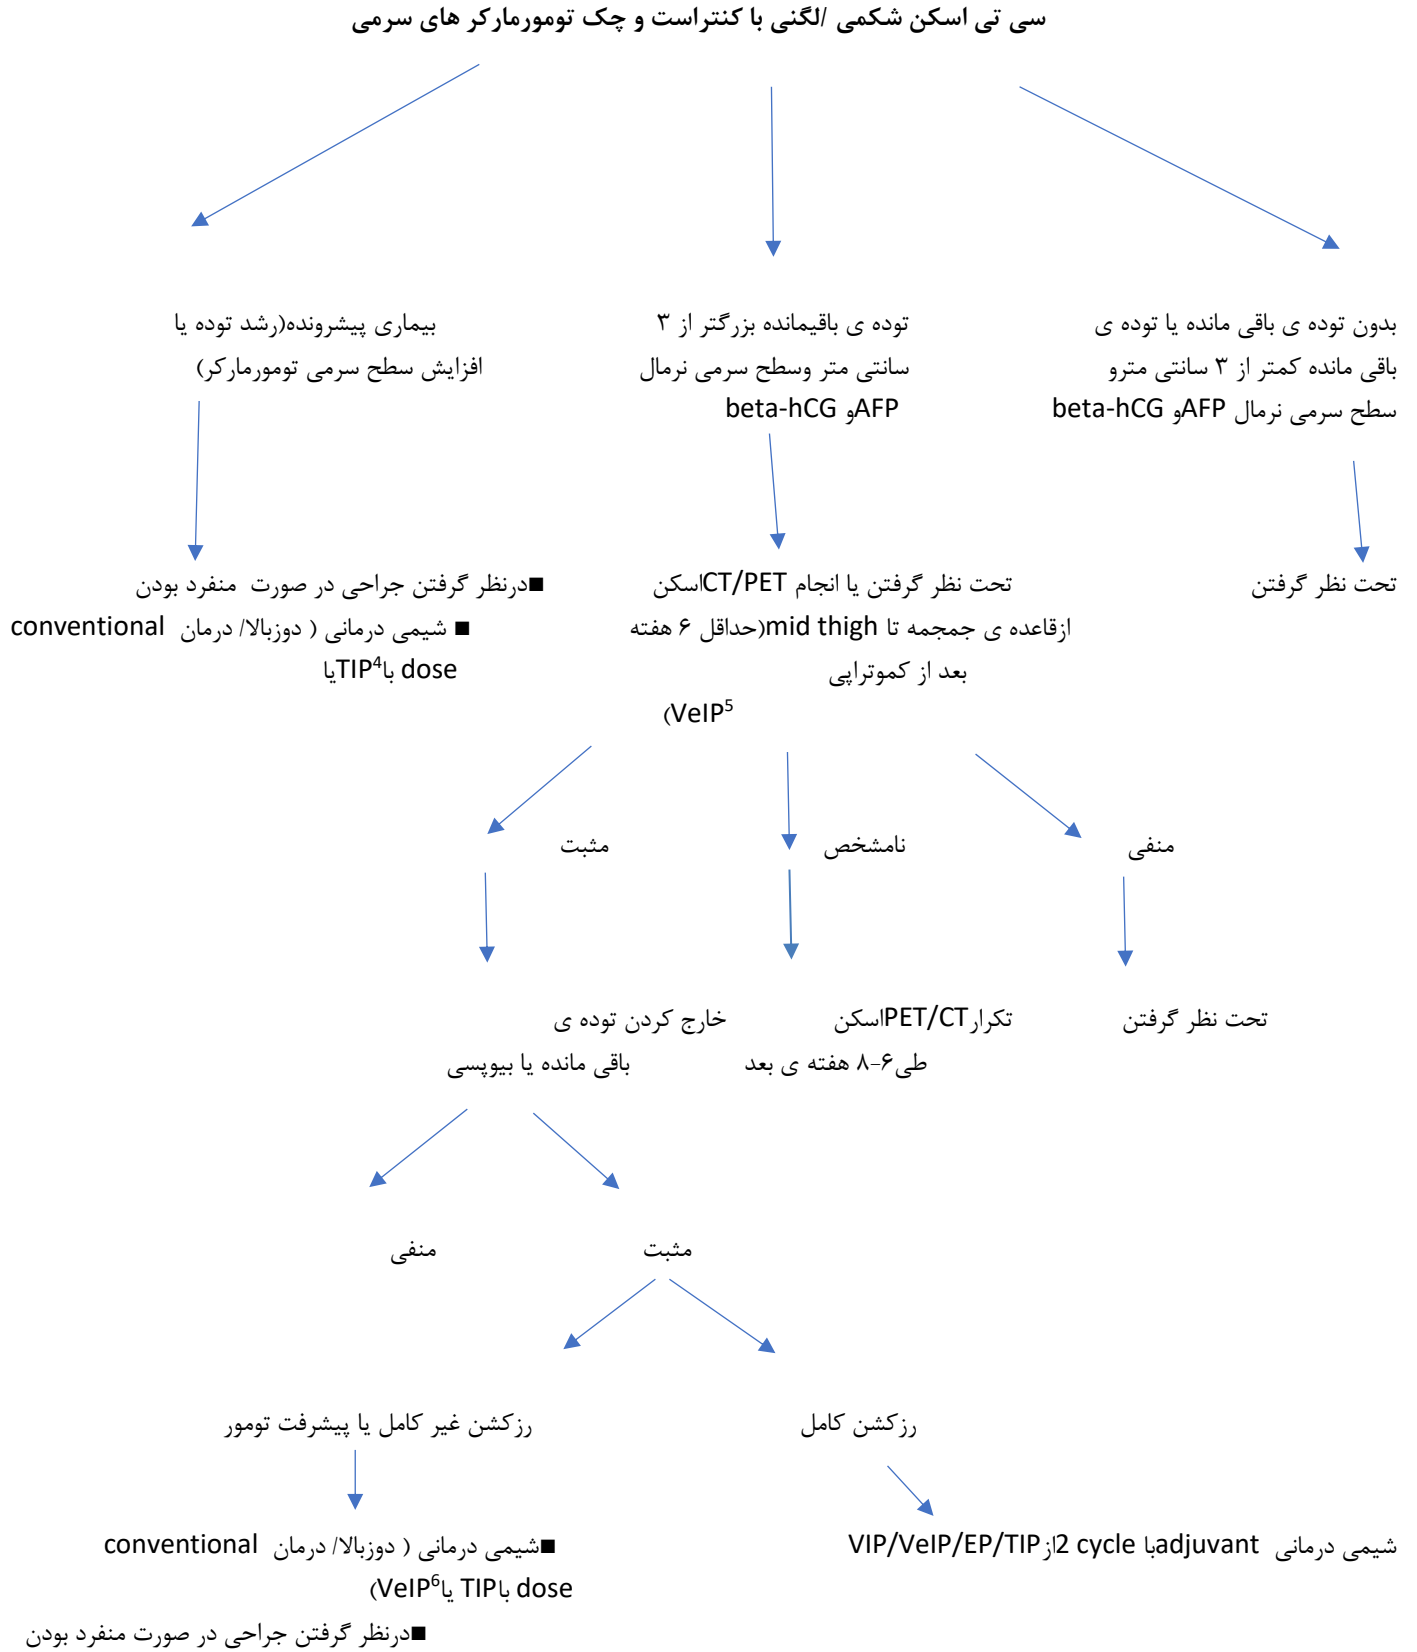 سی تی اسکن شکمی /لگنی با کنتراست و چک تومورمارکر های سرمی
بدون توده ی باقی مانده یا توده ی
باقی مانده کمتر از ۳ سانتی مترو
سطح سرمی نرمال AFPو beta-hCG
توده ی باقیمانده بزرگتر از ۳
سانتی متر وسطح سرمی نرمال
AFPو beta-hCG
بیماری پیشرونده(رشد توده یا
افزایش سطح سرمی تومورمارکر)
تحت نظر گرفتن
تحت نظر گرفتن یا انجام CT/PETاسکن
ازقاعده ی جمجمه تا mid thigh(حداقل ۶ هفته
بعد از کموتراپی
■درنظر گرفتن جراحی در صورت منفرد بودن
■ شیمی درمانی ( دوزبالا/ درمان conventional
dose باTIP4یا
VeIP5)
منفی
نامشخص
مثبت
تحت نظر گرفتن
تکرارPET/CTاسکن
طی۶-۸ هفته ی بعد
خارج کردن توده ی
باقی مانده یا بیوپسی
مثبت
منفی
رزکشن کامل
رزکشن غیر کامل یا پیشرفت تومور
شیمی درمانی adjuvantبا 2 cycleازVIP/VeIP/EP/TIP
■شیمی درمانی ( دوزبالا/ درمان conventional
dose باTIP یاVeIP6)
■درنظر گرفتن جراحی در صورت منفرد بودن